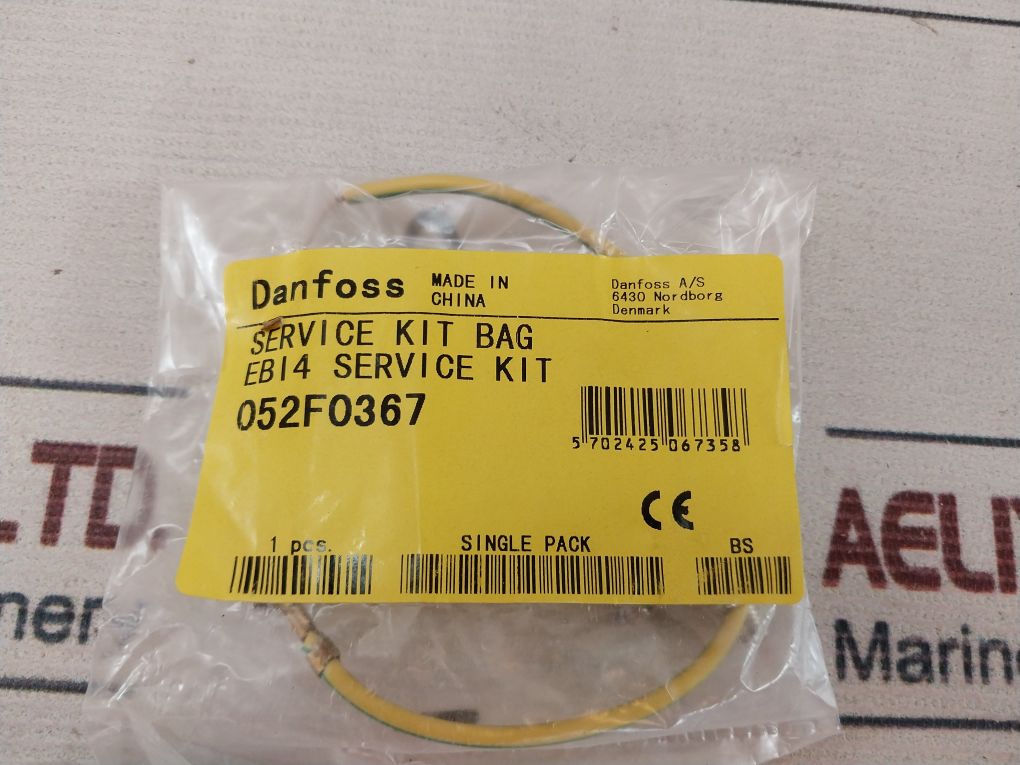 Danfoss
MADE IN
CHINA
Danfoss A/S
6430 Nordborg
Denmark
SERVICE KIT BAG
EBI4 SERVICE KIT
052F0367
5 702425 067358
CE
1 pcs.
SINGLE PACK
BS
LTD